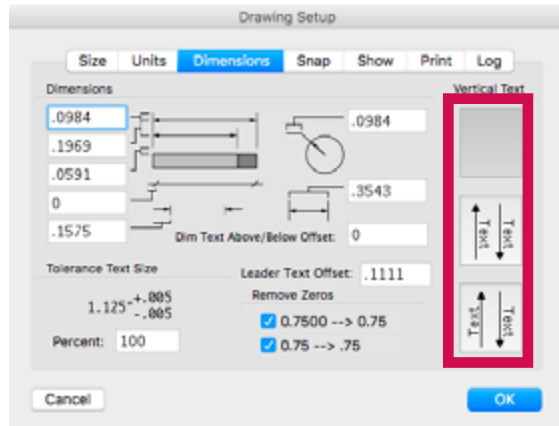 Drawing Setup
Size Units Dimensions Snap Show Print Log
Dimensions
Vertical Text
.0984
.1969
.0591
0
.1575
.0984
.3543
Dim Text Above/Below Offset: 0
Text Text
Text Text
Tolerance Text Size
1.125 +.005
-.005
Percent: 100
Leader Text Offset: .1111
Remove Zeros
0.7500 --> 0.75
0.75 --> .75
Cancel
OK